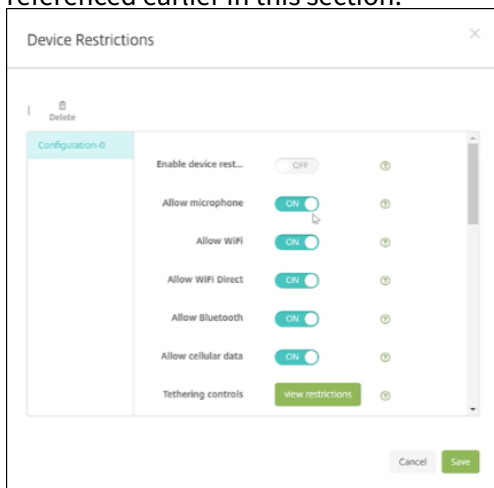 referenced earlier in this section.
Device Restrictions
Delete
Configuration-0
Enable device rest... OFF
Allow microphone ON
Allow WiFi ON
Allow WiFi Direct ON
Allow Bluetooth ON
Allow cellular data ON
Tethering controls view restrictions
Cancel Save